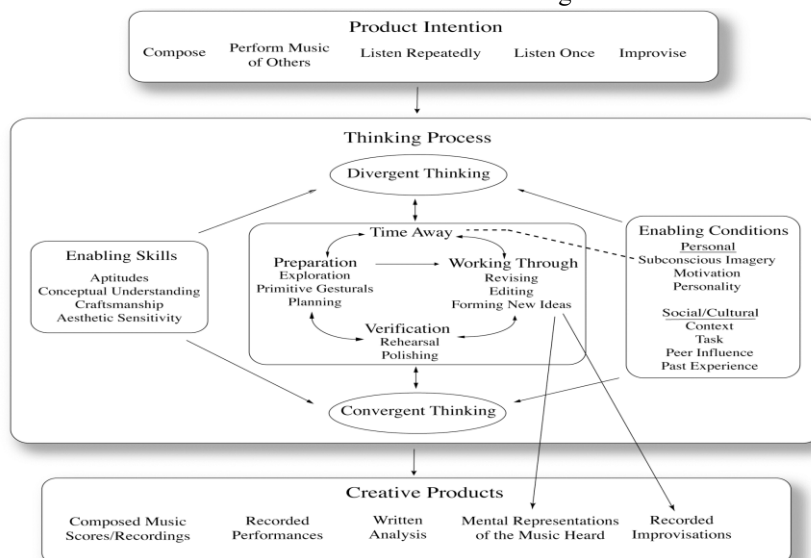 Product Intention
Compose
Perform Music
of Others
Listen Repeatedly
Listen Once
Improvise
Thinking Process
Divergent Thinking
Enabling Skills
Aptitudes
Conceptual Understanding
Craftsmanship
Aesthetic Sensitivity
Time Away
Preparation
Exploration
Primitive Gesturals
Planning
Working Through
Revising
Editing
Forming New Ideas
Verification
Rehearsal
Polishing
Enabling Conditions
Personal
Subconscious Imagery
Motivation
Personality
Social/Cultural
Context
Task
Peer Influence
Past Experience
Convergent Thinking
Creative Products
Composed Music
Scores/Recordings
Recorded
Performances
Written
Analysis
Mental Representations
of the Music Heard
Recorded
Improvisations